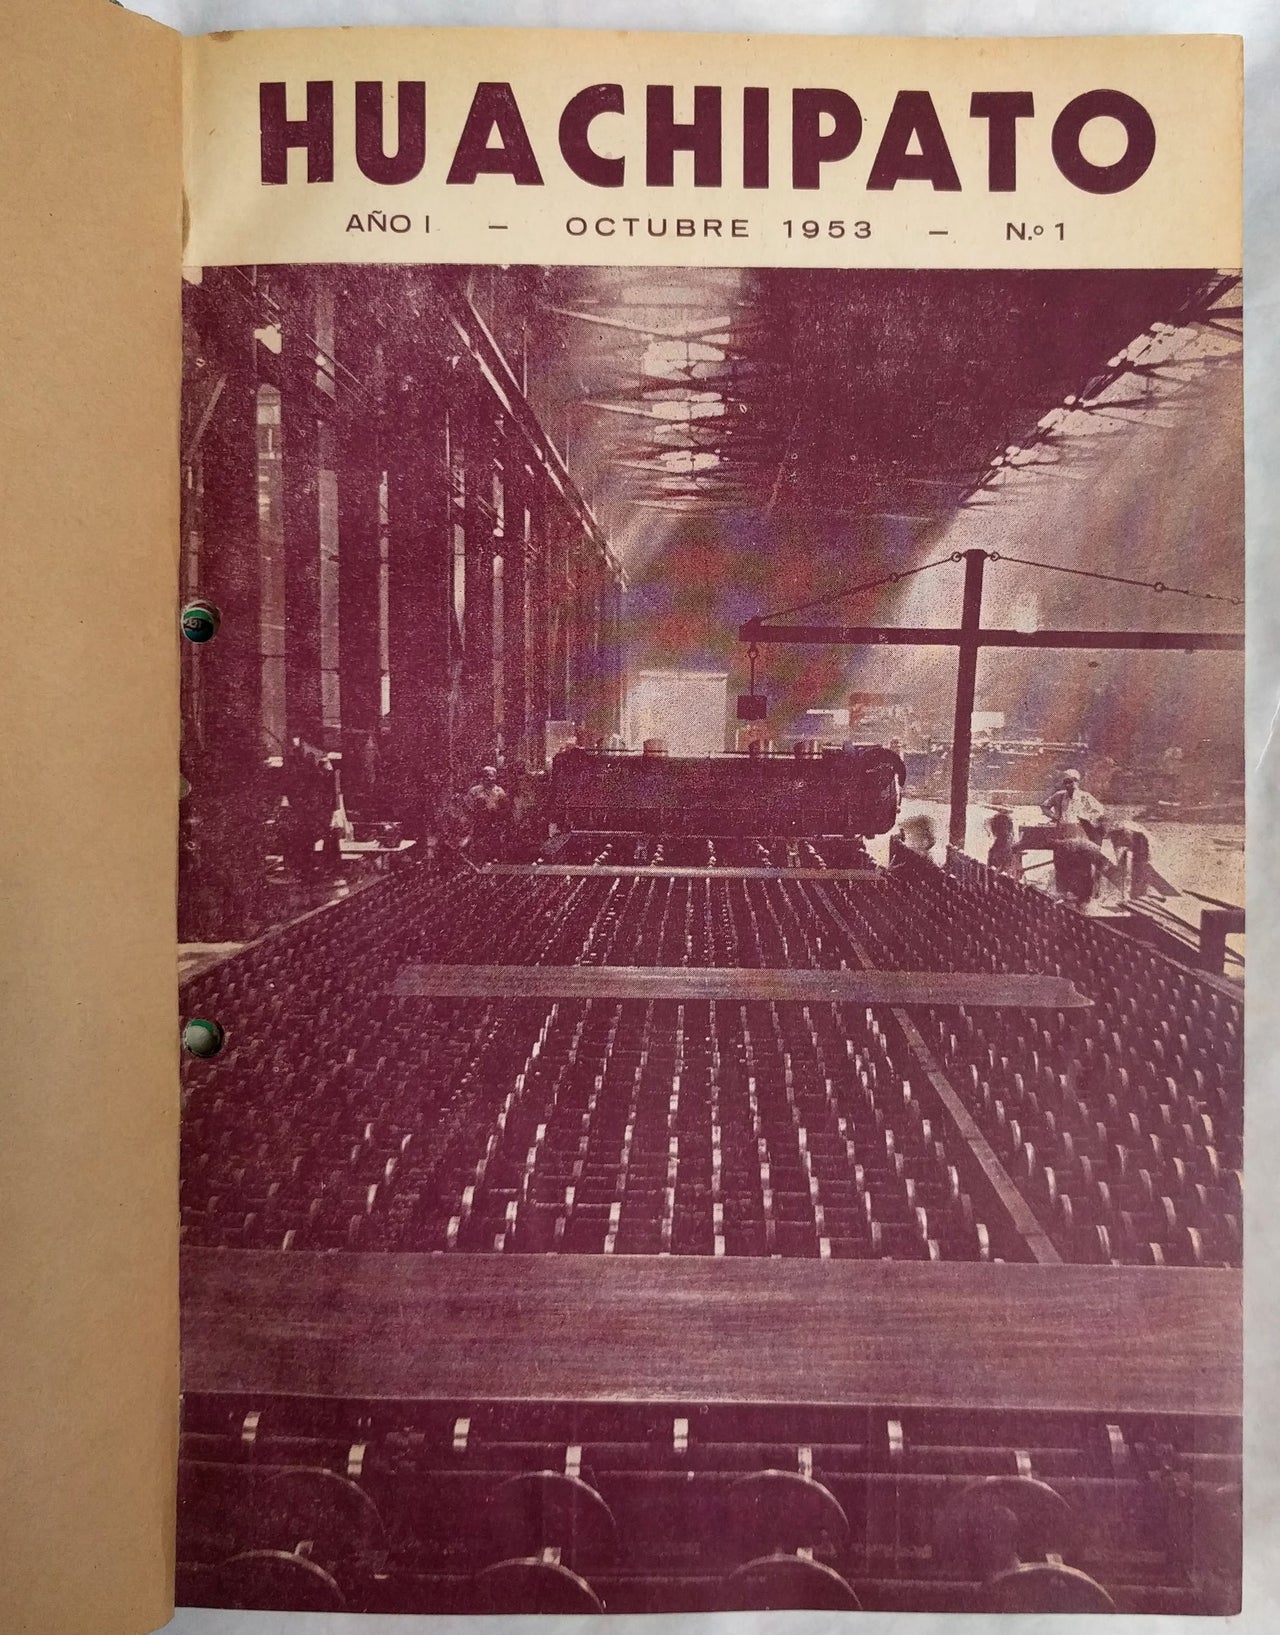 HUACHIPATO
AÑO I — OCTUBRE 1953 — N.º 1